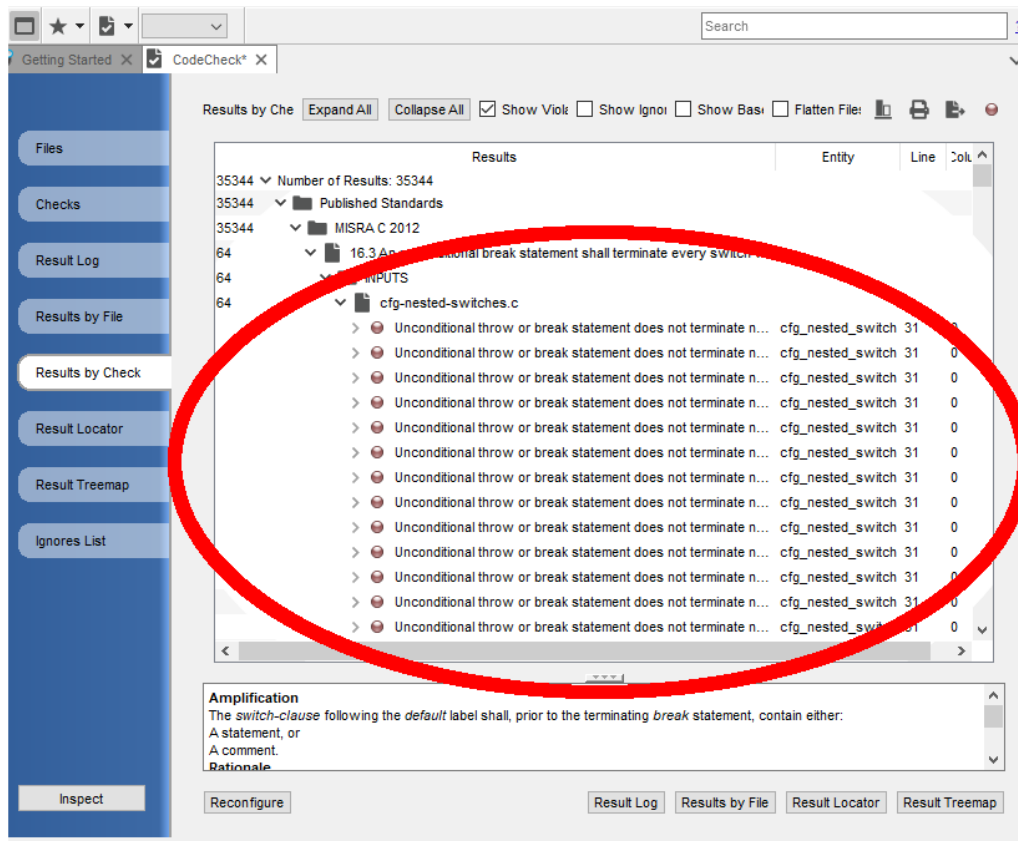 Search
Getting Started CodeCheck*
Results by Che Expand All Collapse All Show Viola Show Ignor Show Base Flatten Files
Files
Checks
Result Log
Results by File
Results by Check
Result Locator
Result Treemap
Ignores List
Inspect
Results Entity Line Colu
35344 Number of Results: 35344
35344 Published Standards
35344 MISRA C 2012
64 16.3 An unconditional break statement shall terminate every switch
64 INPUTS
64 cfg-nested-switches.c
Unconditional throw or break statement does not terminate n... cfg_nested_switch 31 0
Unconditional throw or break statement does not terminate n... cfg_nested_switch 31 0
Unconditional throw or break statement does not terminate n... cfg_nested_switch 31 0
Unconditional throw or break statement does not terminate n... cfg_nested_switch 31 0
Unconditional throw or break statement does not terminate n... cfg_nested_switch 31 0
Unconditional throw or break statement does not terminate n... cfg_nested_switch 31 0
Unconditional throw or break statement does not terminate n... cfg_nested_switch 31 0
Unconditional throw or break statement does not terminate n... cfg_nested_switch 31 0
Unconditional throw or break statement does not terminate n... cfg_nested_switch 31 0
Unconditional throw or break statement does not terminate n... cfg_nested_switch 31 0
Unconditional throw or break statement does not terminate n... cfg_nested_switch 31 0
Unconditional throw or break statement does not terminate n... cfg_nested_switch 31 0
Unconditional throw or break statement does not terminate n... cfg_nested_switch 31 0
Amplification
The switch-clause following the default label shall, prior to the terminating break statement, contain either:
A statement, or
A comment.
Rationale
Reconfigure Result Log Results by File Result Locator Result Treemap